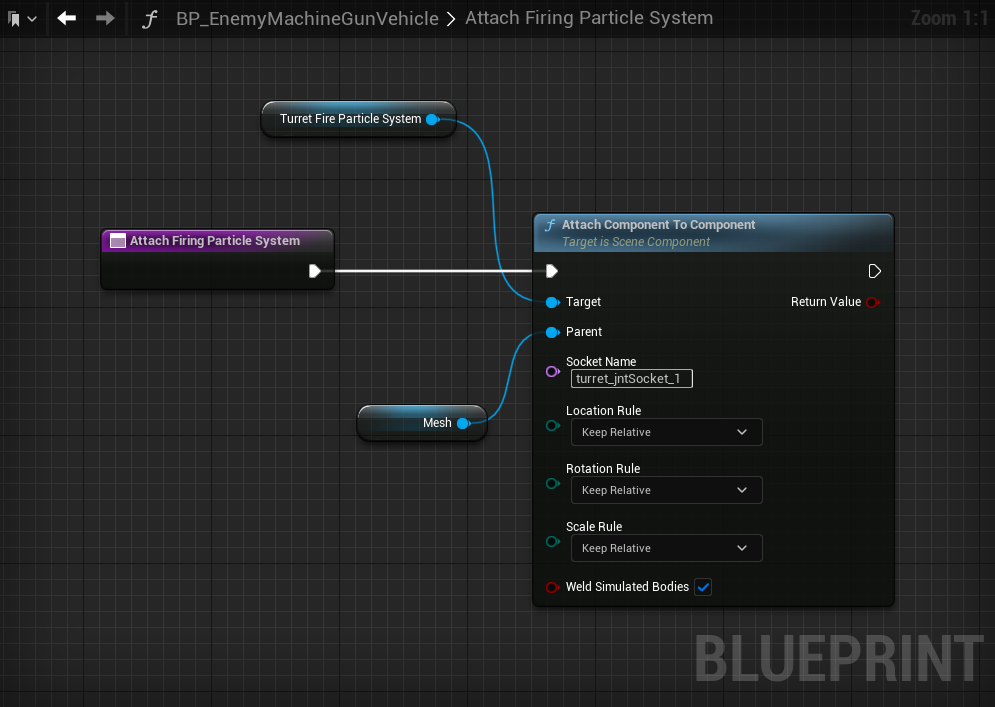 BP_EnemyMachineGunVehicle > Attach Firing Particle System
Zoom 1:1
Turret Fire Particle System
Attach Firing Particle System
Attach Component To Component
Target is Scene Component
Target
Return Value
Parent
Socket Name
turret_jntSocket_1
Mesh
Location Rule
Keep Relative
Rotation Rule
Keep Relative
Scale Rule
Keep Relative
Weld Simulated Bodies
BLUEPRINT